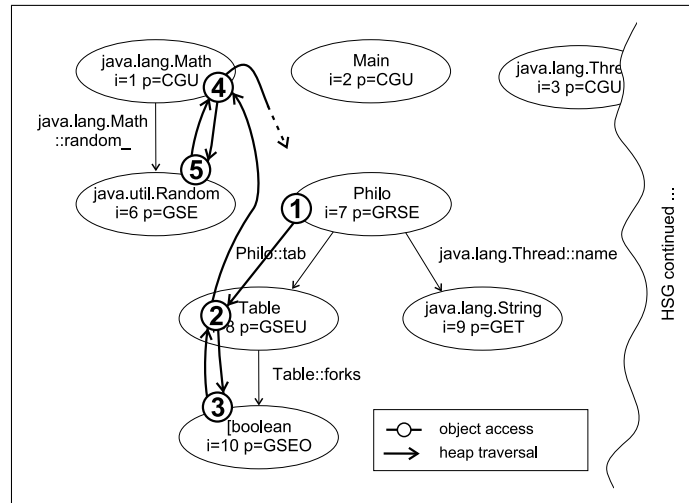 java.lang.Math
i=1 p=CGU
4
Main
i=2 p=CGU
java.lang.Thre
i=3 p=CGU
java.lang.Math
::random_
5
java.util.Random
i=6 p=GSE
1
Philo
i=7 p=GRSE
Philo::tab
java.lang.Thread::name
HSG continued ...
2
Table
8 p=GSEU
java.lang.String
i=9 p=GET
Table::forks
3
[boolean
i=10 p=GSEO
object access
heap traversal